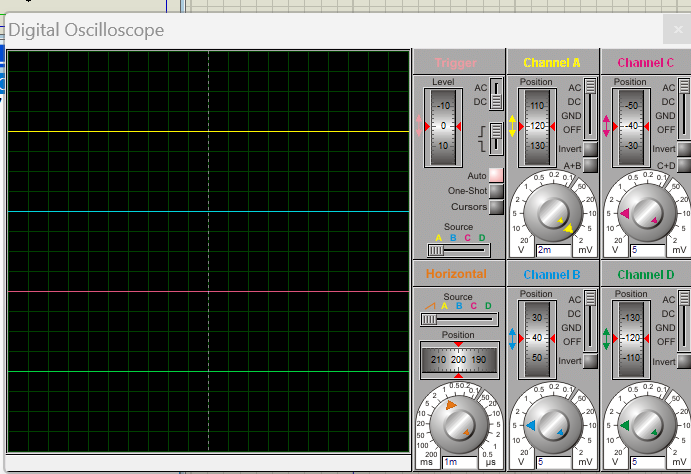 Digital Oscilloscope
Trigger
Level
-10
0
10
AC
DC
Auto
One-Shot
Cursors
Source
A B C D
Channel A
Position
110
120
130
AC
DC
GND
OFF
Invert
A+B
0.5 0.2 0.1
1
2
5
10
20
50
20
10
5
2
V
2m
mV
Channel C
Position
-50
-40
-30
AC
DC
GND
OFF
Invert
C+D
0.5 0.2 0.1
1
2
5
10
20
50
20
10
5
2
V
5
mV
Horizontal
Source
A B C D
Position
210 200 190
1 0.5
2
5
10
20
50
100
200
0.5
ms
1m
µs
Channel B
Position
30
40
50
AC
DC
GND
OFF
Invert
0.5 0.2 0.1
1
2
5
10
20
50
20
10
5
2
V
5
mV
Channel D
Position
-130
-120
-110
AC
DC
GND
OFF
Invert
0.5 0.2 0.1
1
2
5
10
20
50
20
10
5
2
V
5
mV